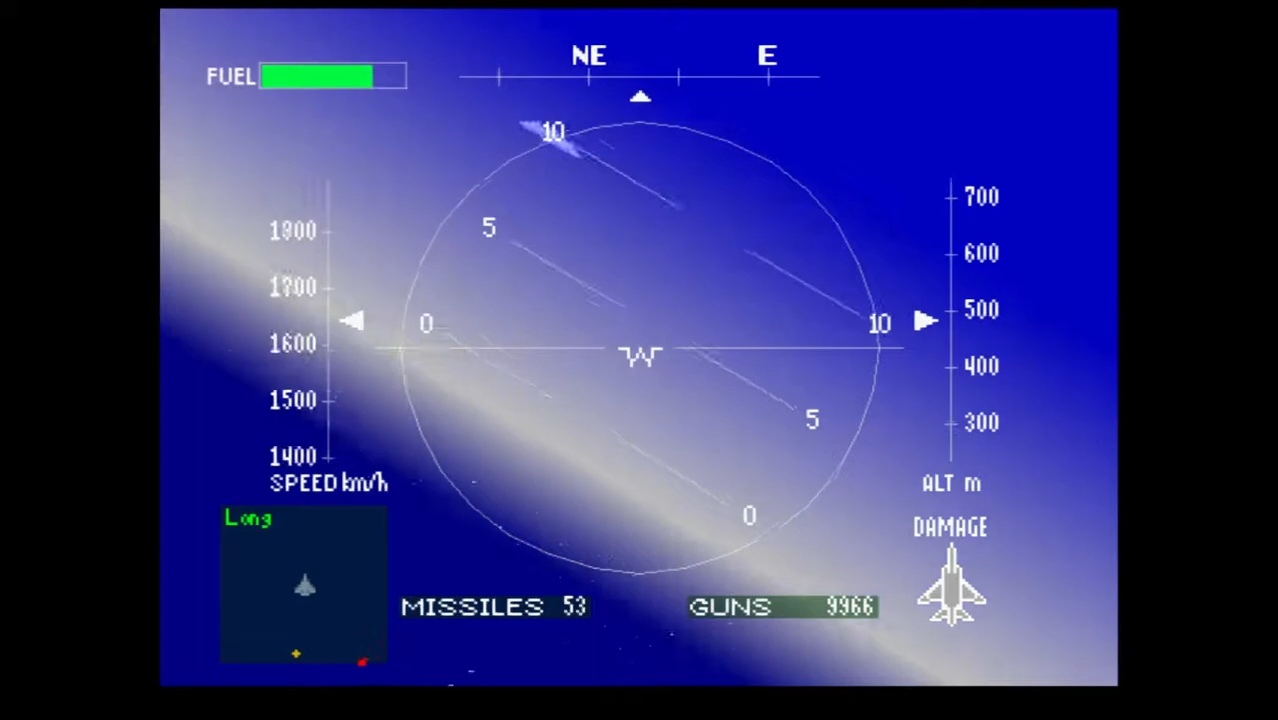 NE E
FUEL
10
700
5
1800
600
1700
500
0
10
1600
400
1500
5
300
1400
SPEED km/h
ALT m
Long
0
DAMAGE
MISSILES 53
GUNS 9966